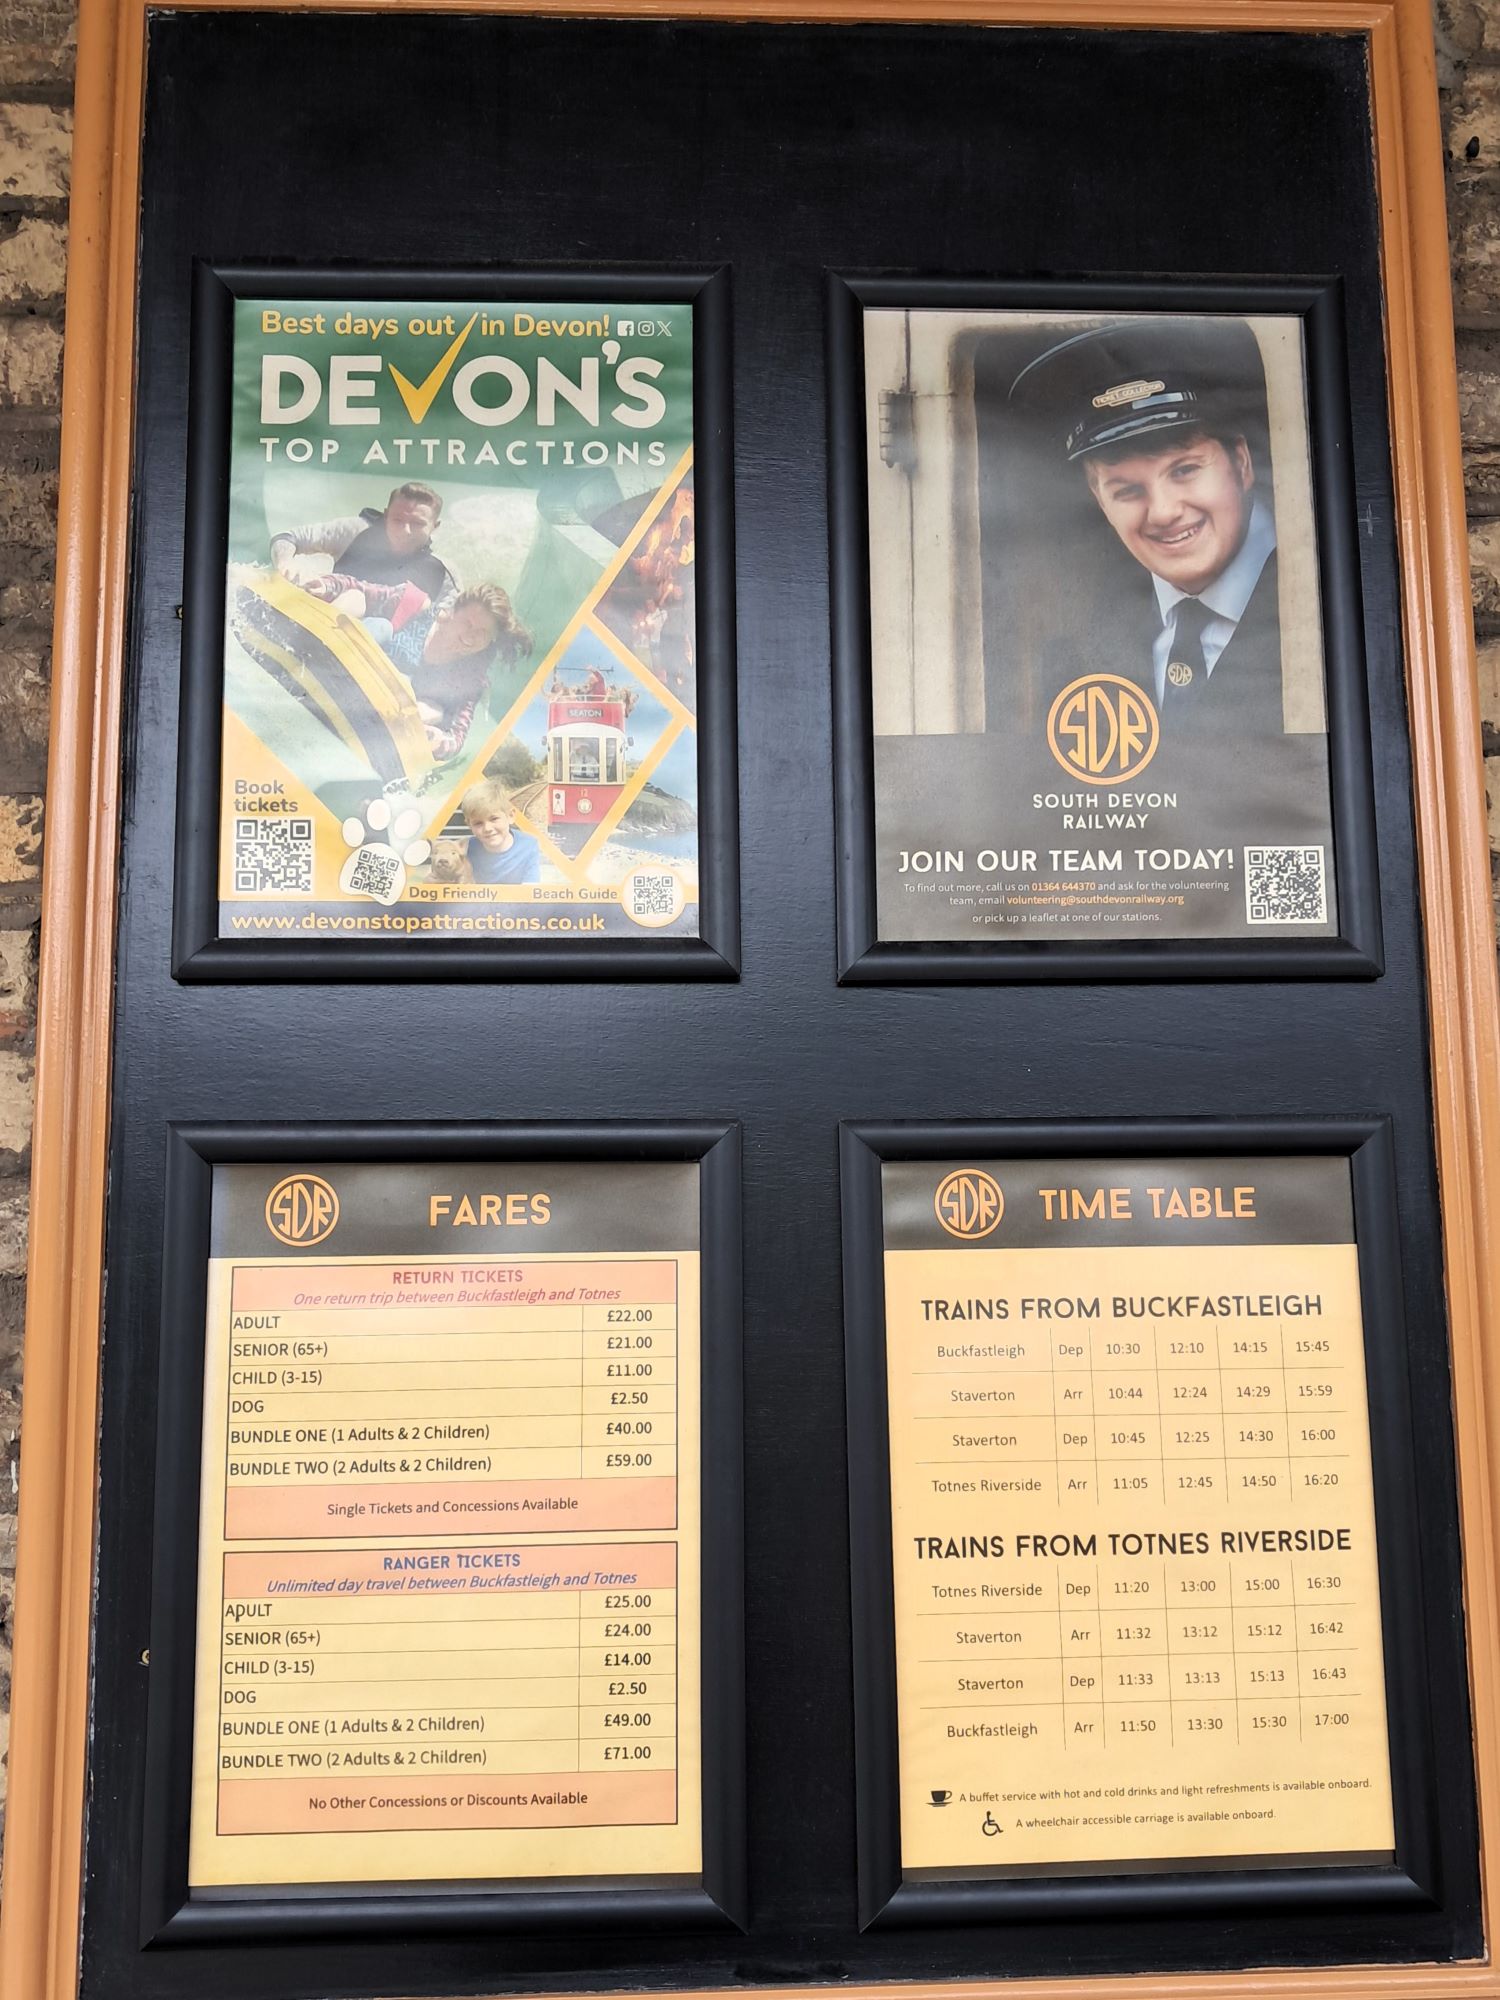 Best days out in Devon!
DEVON'S
TOP ATTRACTIONS
SEATON
12
Book
tickets
Dog Friendly
Beach Guide
www.devonstopattractions.co.uk
TICKET COLLECTOR
SDR
SDR
SOUTH DEVON
RAILWAY
JOIN OUR TEAM TODAY!
To find out more, call us on 01364 644370 and ask for the volunteering
team, email volunteering@southdevonrailway.org
or pick up a leaflet at one of our stations.
SDR FARES
RETURN TICKETS
One return trip between Buckfastleigh and Totnes
ADULT £22.00
SENIOR (65+) £21.00
CHILD (3-15) £11.00
DOG £2.50
BUNDLE ONE (1 Adults & 2 Children) £40.00
BUNDLE TWO (2 Adults & 2 Children) £59.00
Single Tickets and Concessions Available
RANGER TICKETS
Unlimited day travel between Buckfastleigh and Totnes
ADULT £25.00
SENIOR (65+) £24.00
CHILD (3-15) £14.00
DOG £2.50
BUNDLE ONE (1 Adults & 2 Children) £49.00
BUNDLE TWO (2 Adults & 2 Children) £71.00
No Other Concessions or Discounts Available
SDR TIME TABLE
TRAINS FROM BUCKFASTLEIGH
Buckfastleigh Dep 10:30 12:10 14:15 15:45
Staverton Arr 10:44 12:24 14:29 15:59
Staverton Dep 10:45 12:25 14:30 16:00
Totnes Riverside Arr 11:05 12:45 14:50 16:20
TRAINS FROM TOTNES RIVERSIDE
Totnes Riverside Dep 11:20 13:00 15:00 16:30
Staverton Arr 11:32 13:12 15:12 16:42
Staverton Dep 11:33 13:13 15:13 16:43
Buckfastleigh Arr 11:50 13:30 15:30 17:00
A buffet service with hot and cold drinks and light refreshments is available onboard.
A wheelchair accessible carriage is available onboard.